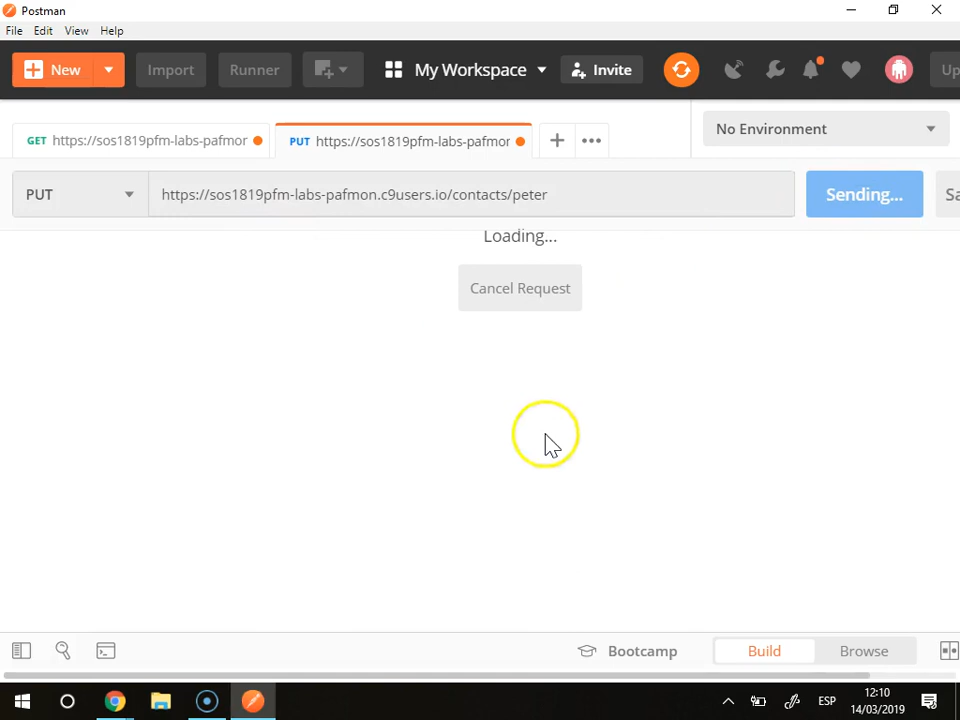 Postman
File Edit View Help
New Import Runner My Workspace Invite Up
GET https://sos1819pfm-labs-pafmor PUT https://sos1819pfm-labs-pafmor No Environment
PUT https://sos1819pfm-labs-pafmon.c9users.io/contacts/peter Sending... Sa
Loading...
Cancel Request
Bootcamp Build Browse
ESP 12:10
14/03/2019